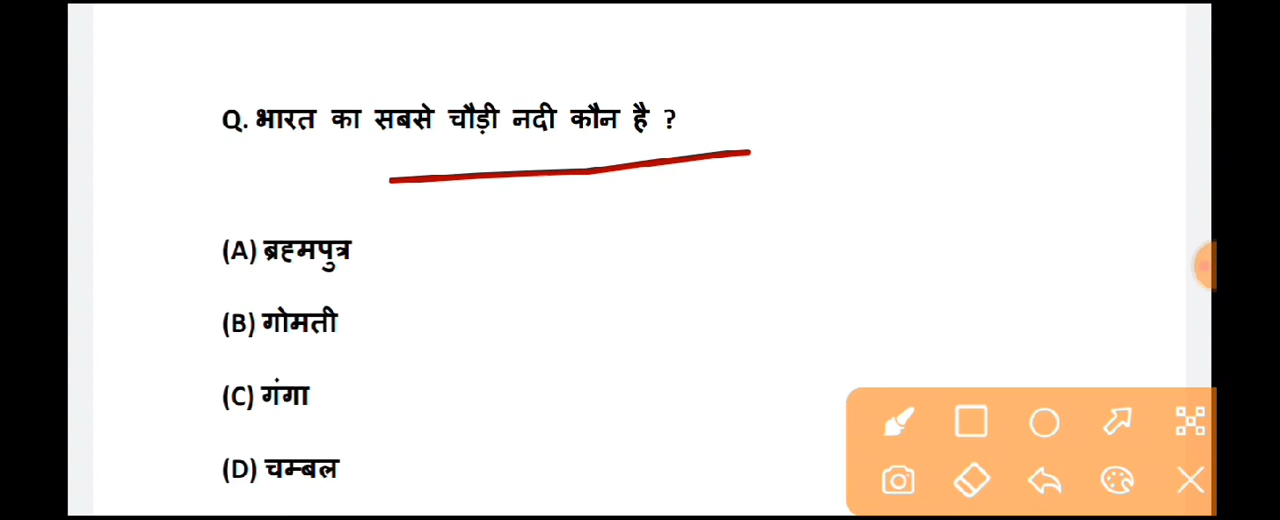 Q. भारत का सबसे चौड़ी नदी कौन है ?
(A) ब्रह्मपुत्र
(B) गोमती
(C) गंगा
(D) चम्बल